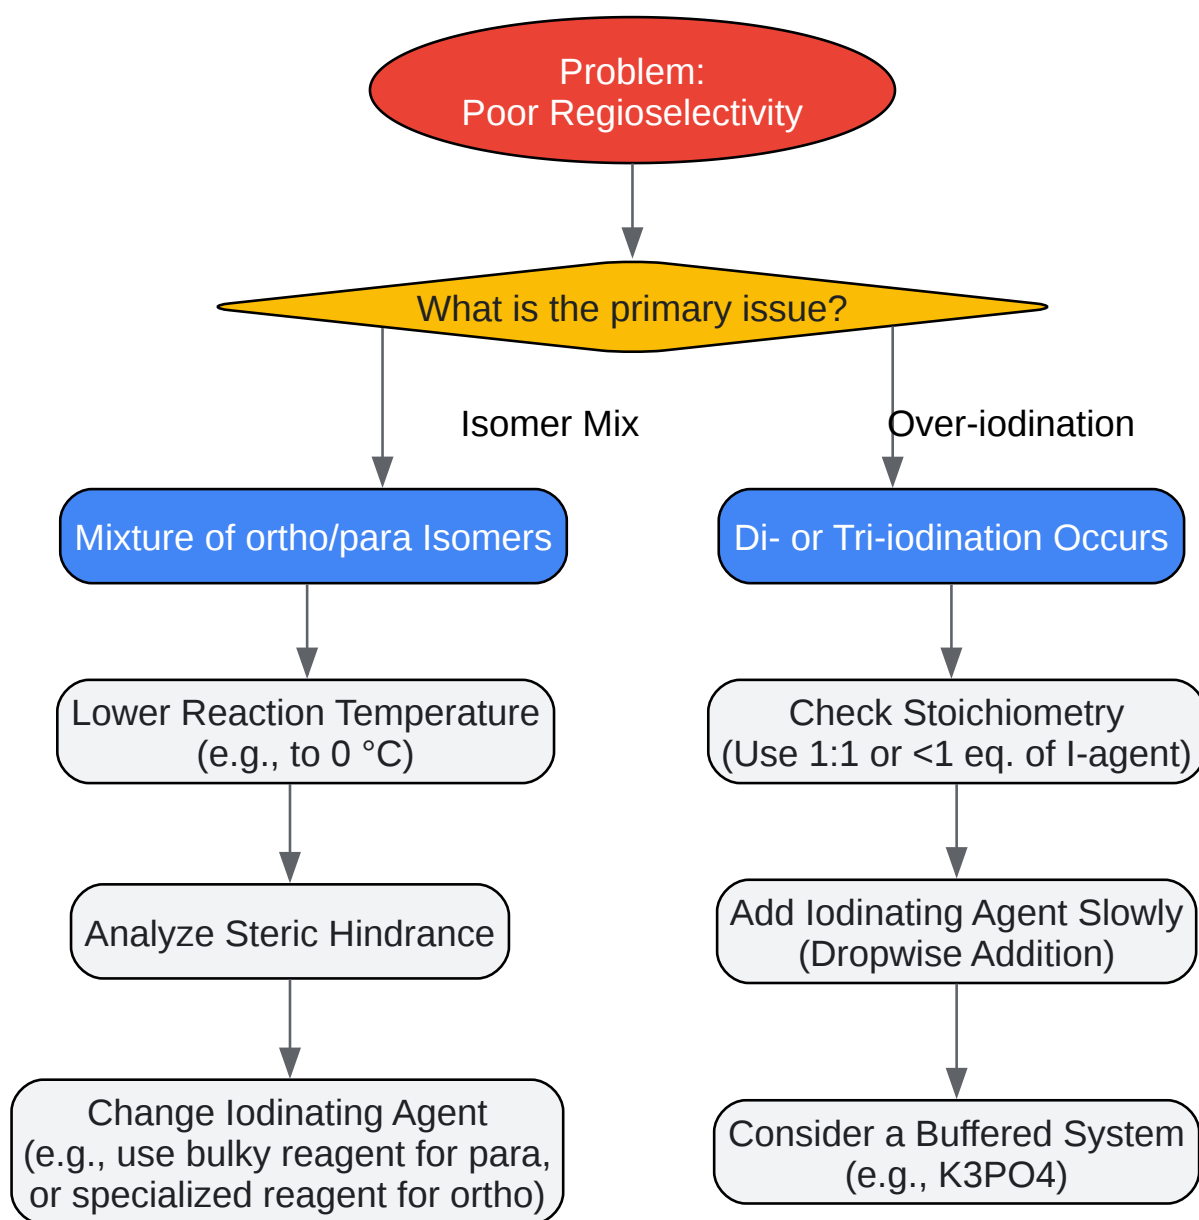 Problem:
Poor Regioselectivity
What is the primary issue?
Isomer Mix
Over-iodination
Mixture of ortho/para Isomers
Di- or Tri-iodination Occurs
Lower Reaction Temperature
(e.g., to 0 °C)
Check Stoichiometry
(Use 1:1 or <1 eq. of I-agent)
Analyze Steric Hindrance
Add Iodinating Agent Slowly
(Dropwise Addition)
Change Iodinating Agent
(e.g., use bulky reagent for para,
or specialized reagent for ortho)
Consider a Buffered System
(e.g., K3PO4)